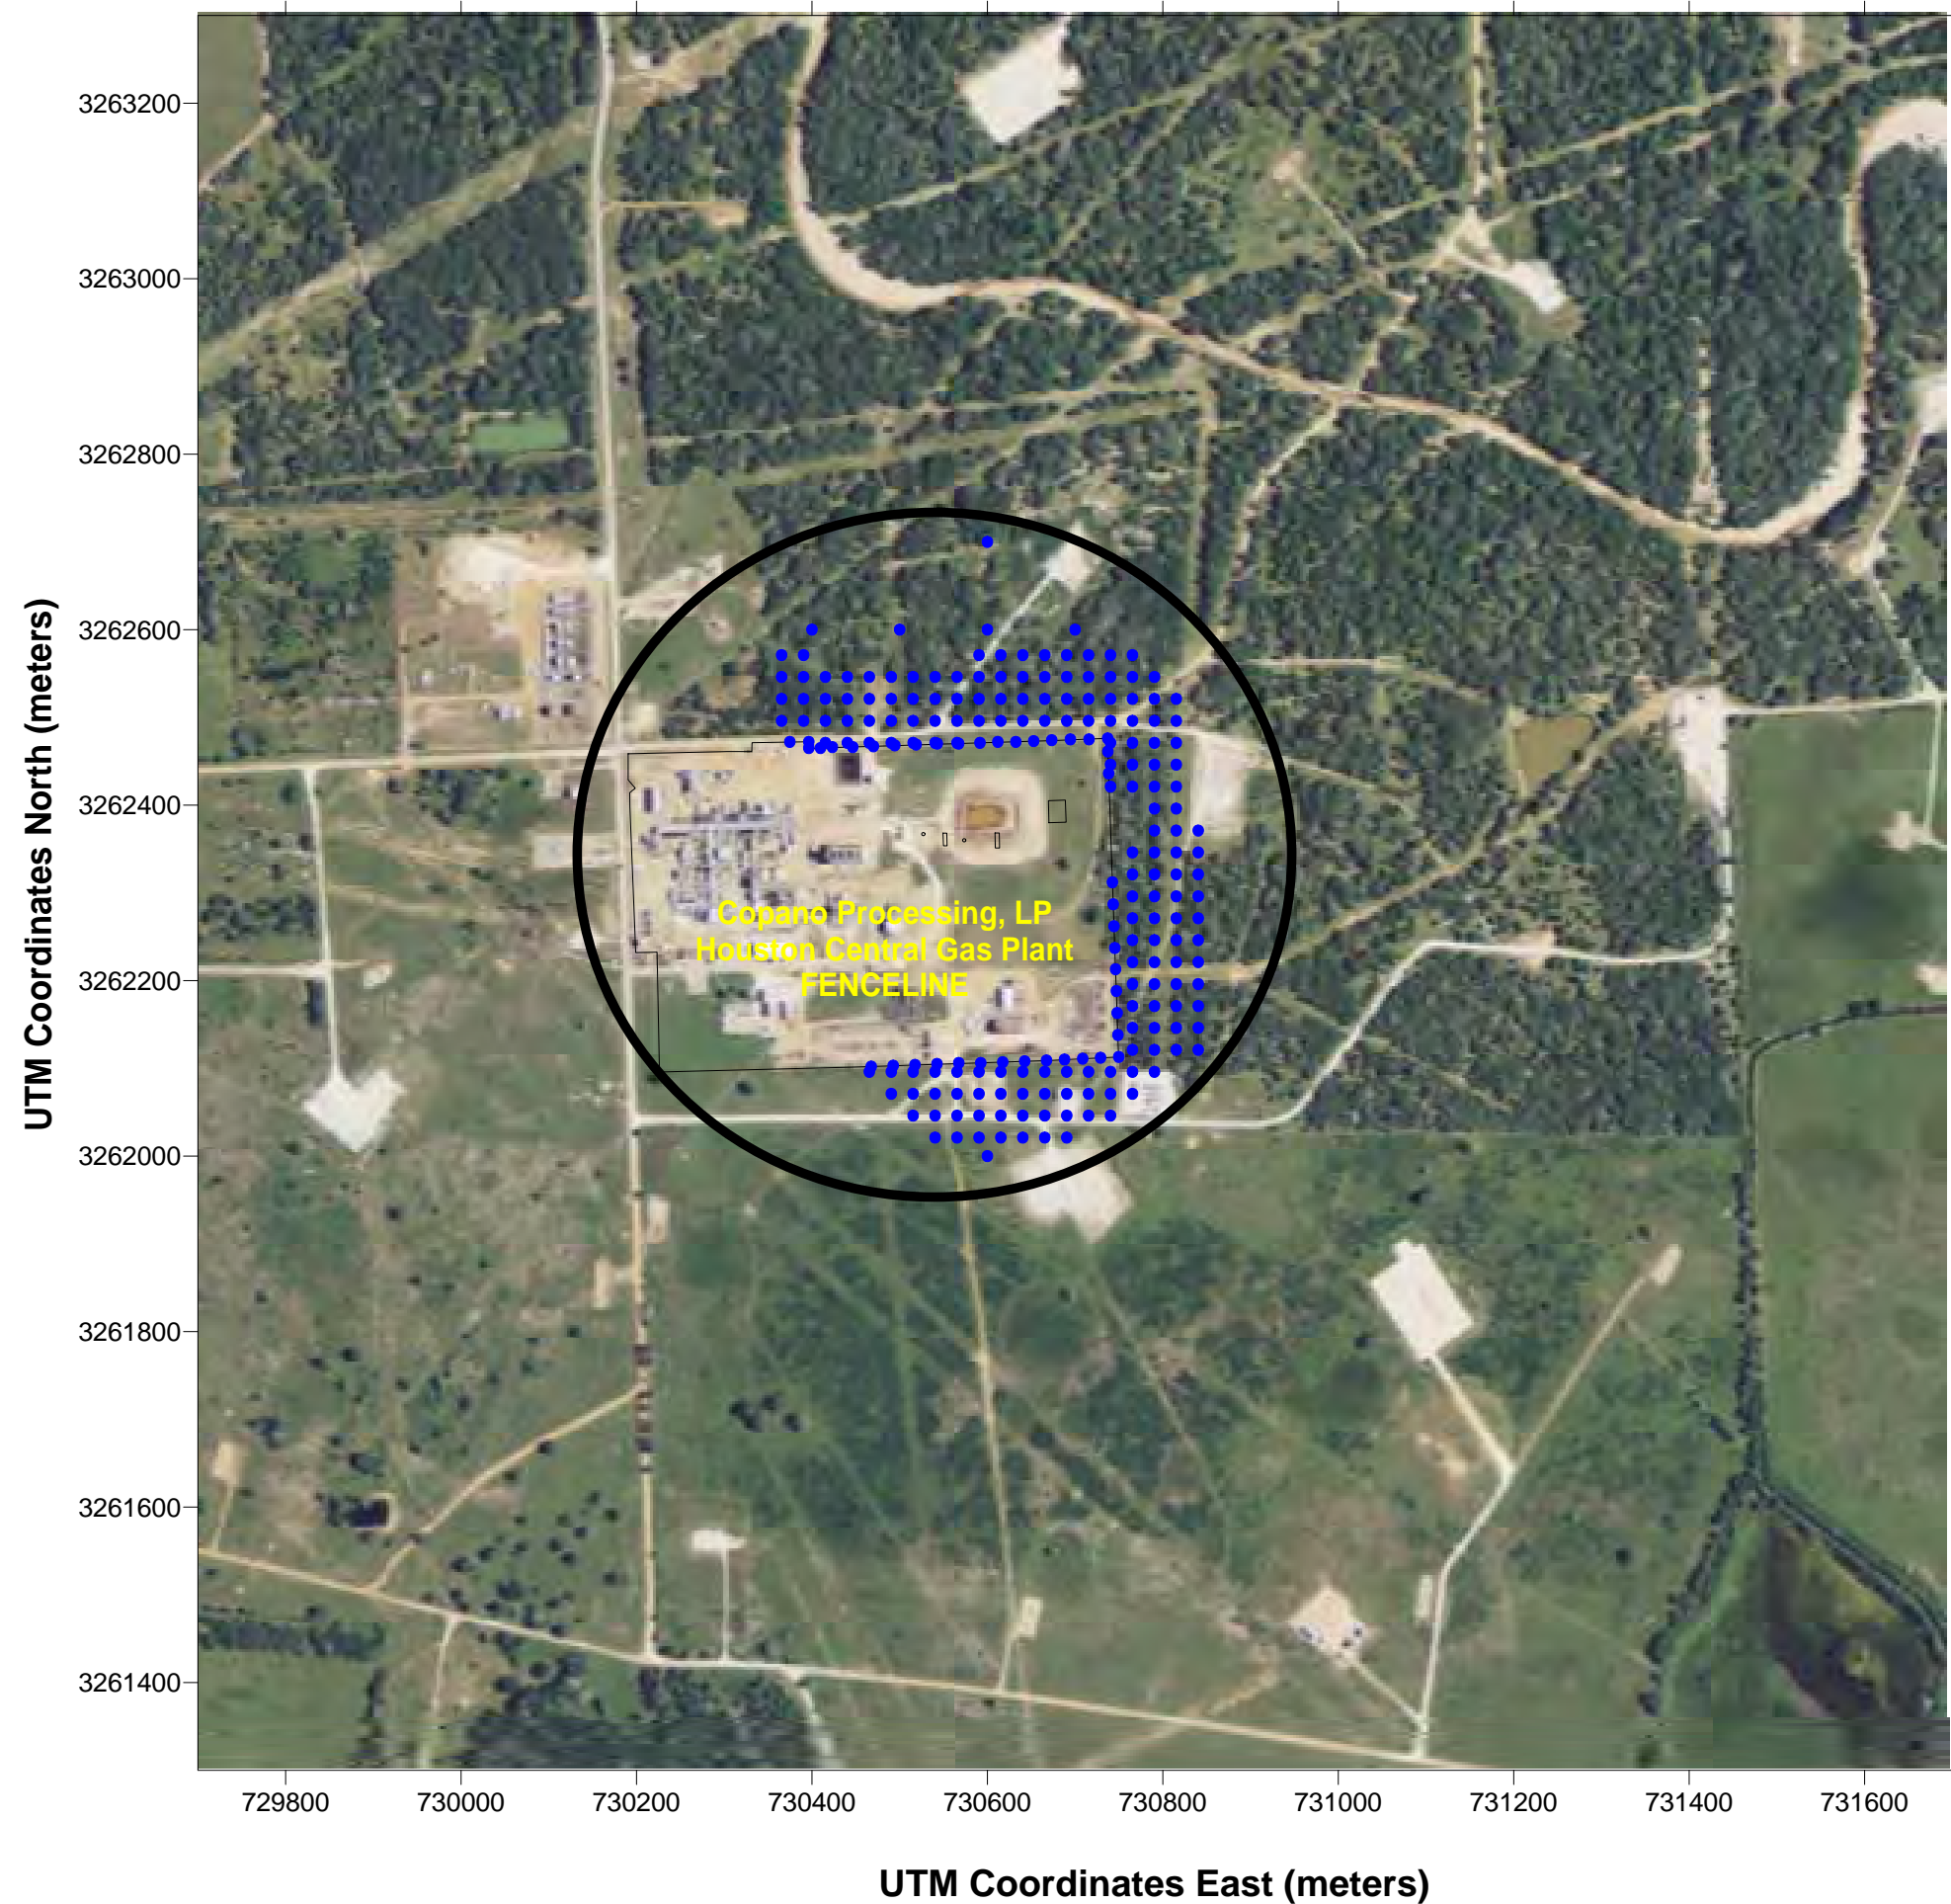 3263200
3263000
3262800
3262600
3262400
3262200
3262000
3261800
3261600
3261400
UTM Coordinates North (meters)
Copano Processing, LP
Houston Central Gas Plant
FENCELINE
729800 730000 730200 730400 730600 730800 731000 731200 731400 731600
UTM Coordinates East (meters)